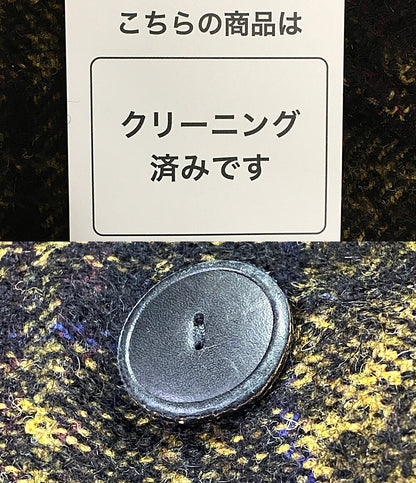 こちらの商品は
クリーニング
済みです